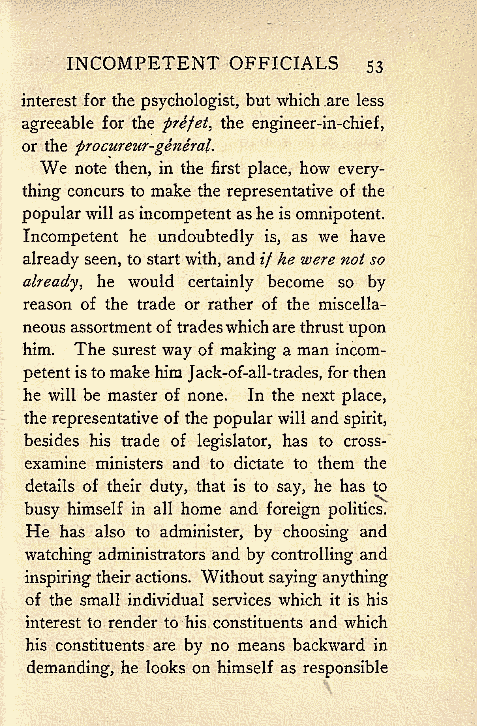 INCOMPETENT OFFICIALS 53
interest for the psychologist, but which are less
agreeable for the préfet, the engineer-in-chief,
or the procureur-général.
We note then, in the first place, how every-
thing concurs to make the representative of the
popular will as incompetent as he is omnipotent.
Incompetent he undoubtedly is, as we have
already seen, to start with, and if he were not so
already, he would certainly become so by
reason of the trade or rather of the miscella-
neous assortment of trades which are thrust upon
him. The surest way of making a man incom-
petent is to make him Jack-of-all-trades, for then
he will be master of none. In the next place,
the representative of the popular will and spirit,
besides his trade of legislator, has to cross-
examine ministers and to dictate to them the
details of their duty, that is to say, he has to
busy himself in all home and foreign politics.
He has also to administer, by choosing and
watching administrators and by controlling and
inspiring their actions. Without saying anything
of the small individual services which it is his
interest to render to his constituents and which
his constituents are by no means backward in
demanding, he looks on himself as responsible